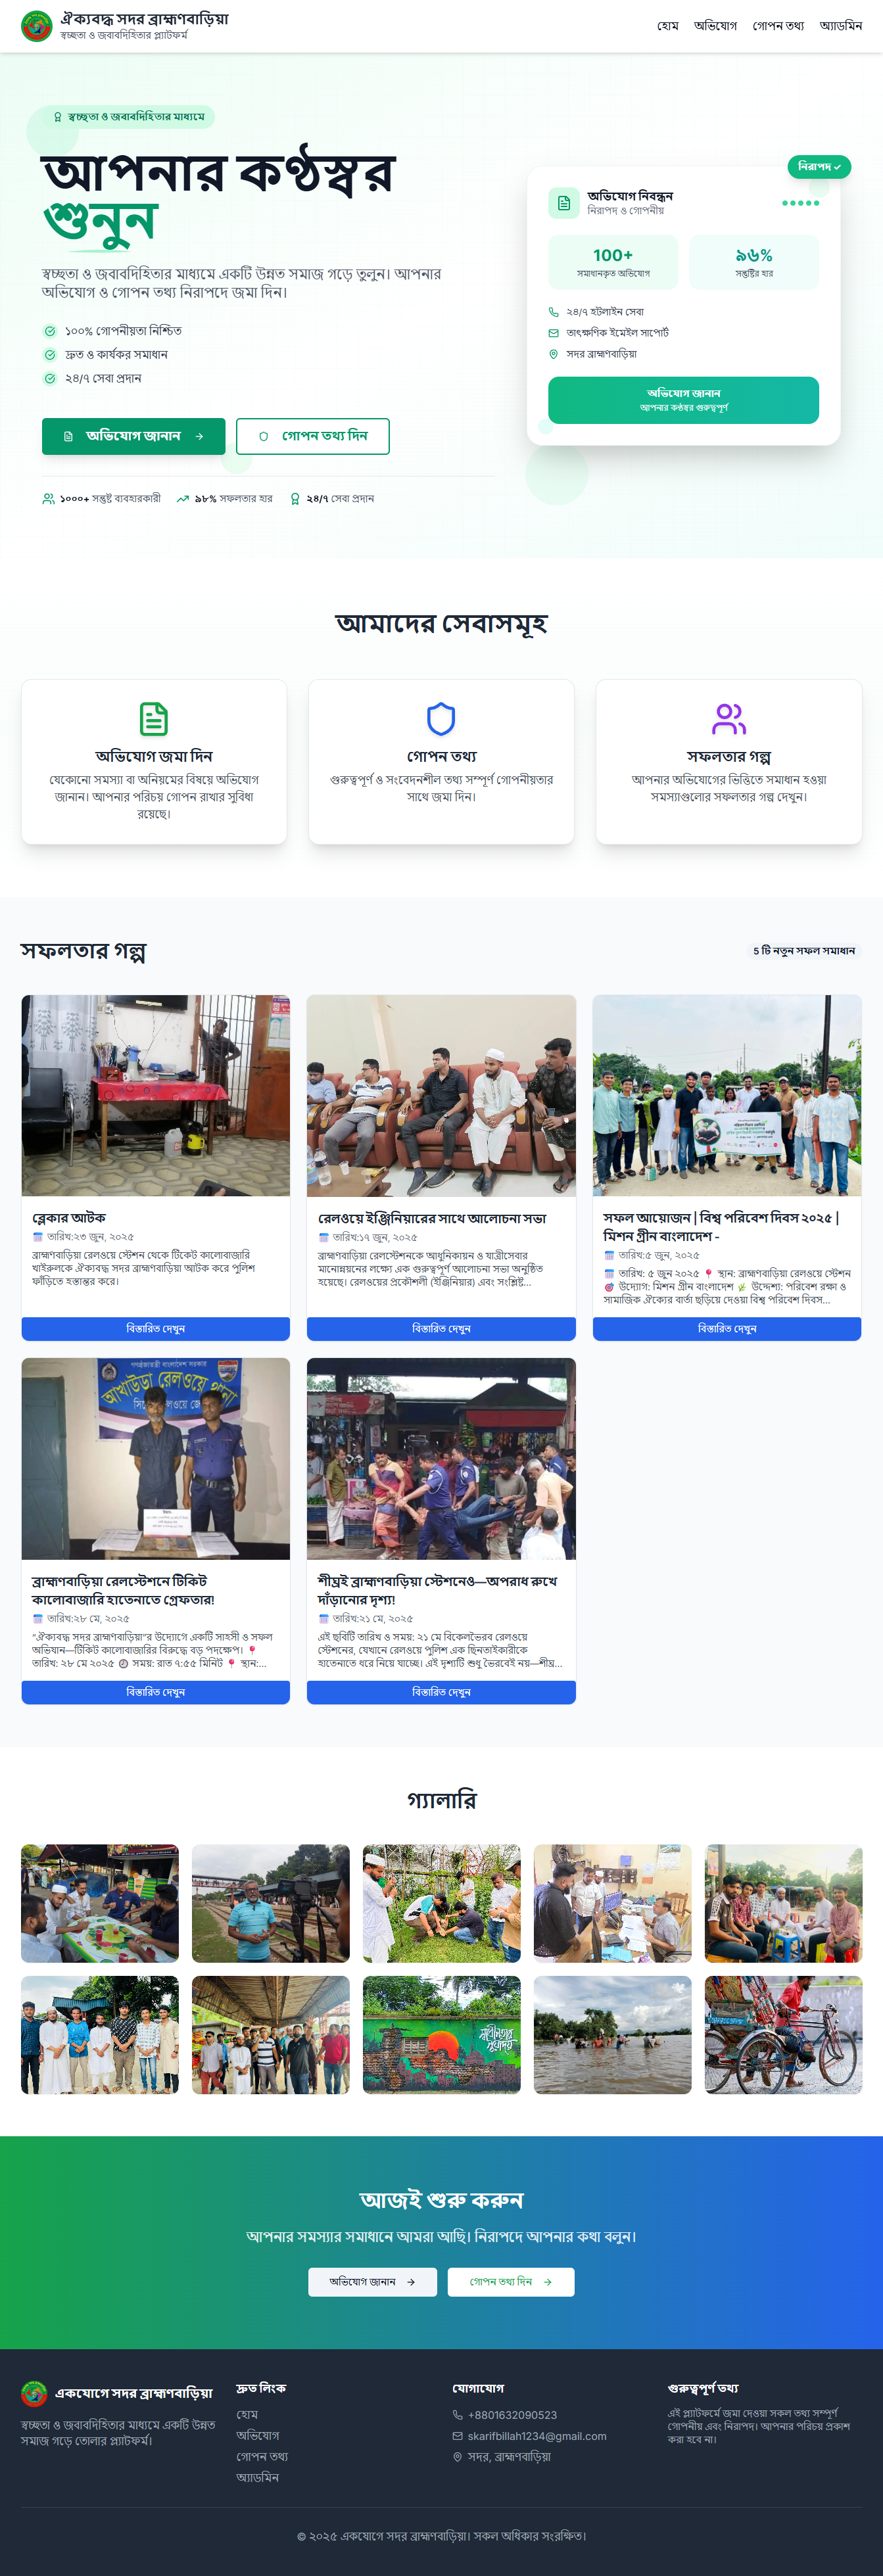 ঐক্যবদ্ধ সদর ব্রাহ্মণবাড়িয়া
স্বচ্ছতা ও জবাবদিহিতার প্ল্যাটফর্ম
হোম
অভিযোগ
গোপন তথ্য
অ্যাডমিন
স্বচ্ছতা ও জবাবদিহিতার মাধ্যমে
আপনার কণ্ঠস্বর
শুনুন
স্বচ্ছতা ও জবাবদিহিতার মাধ্যমে একটি উন্নত সমাজ গড়ে তুলুন। আপনার
অভিযোগ ও গোপন তথ্য নিরাপদে জমা দিন।
১০০% গোপনীয়তা নিশ্চিত
দ্রুত ও কার্যকর সমাধান
২৪/৭ সেবা প্রদান
অভিযোগ জানান →
গোপন তথ্য দিন
১০০০+ সন্তুষ্ট ব্যবহারকারী
৯৮% সফলতার হার
২৪/৭ সেবা প্রদান
নিরাপদ ✓
অভিযোগ নিবন্ধন
নিরাপদ ও গোপনীয়
100+
সমাধানকৃত অভিযোগ
৯৬%
সন্তুষ্টির হার
২৪/৭ হটলাইন সেবা
তাৎক্ষণিক ইমেইল সাপোর্ট
সদর ব্রাহ্মণবাড়িয়া
অভিযোগ জানান
আপনার কণ্ঠস্বর গুরুত্বপূর্ণ
আমাদের সেবাসমূহ
অভিযোগ জমা দিন
যেকোনো সমস্যা বা অনিয়মের বিষয়ে অভিযোগ
জানান। আপনার পরিচয় গোপন রাখার সুবিধা
রয়েছে।
গোপন তথ্য
গুরুত্বপূর্ণ ও সংবেদনশীল তথ্য সম্পূর্ণ গোপনীয়তার
সাথে জমা দিন।
সফলতার গল্প
আপনার অভিযোগের ভিত্তিতে সমাধান হওয়া
সমস্যাগুলোর সফলতার গল্প দেখুন।
সফলতার গল্প
5 টি নতুন সফল সমাধান
ব্লেকার আটক
🗓️ তারিখ:২৩ জুন, ২০২৫
ব্রাহ্মণবাড়িয়া রেলওয়ে স্টেশন থেকে টিকেট কালোবাজারি
খাইরুলকে ঐক্যবদ্ধ সদর ব্রাহ্মণবাড়িয়া আটক করে পুলিশ
ফাঁড়িতে হস্তান্তর করে।
বিস্তারিত দেখুন
রেলওয়ে ইঞ্জিনিয়ারের সাথে আলোচনা সভা
🗓️ তারিখ:১৭ জুন, ২০২৫
ব্রাহ্মণবাড়িয়া রেলস্টেশনকে আধুনিকায়ন ও যাত্রীসেবার
মানোন্নয়নের লক্ষ্যে এক গুরুত্বপূর্ণ আলোচনা সভা অনুষ্ঠিত
হয়েছে। রেলওয়ের প্রকৌশলী (ইঞ্জিনিয়ার) এবং সংশ্লিষ্ট...
বিস্তারিত দেখুন
সফল আয়োজন | বিশ্ব পরিবেশ দিবস ২০২৫ |
মিশন গ্রীন বাংলাদেশ -
🗓️ তারিখ:৫ জুন, ২০২৫
🗓️ তারিখ: ৫ জুন ২০২৫ 📍 স্থান: ব্রাহ্মণবাড়িয়া রেলওয়ে স্টেশন
🎯 উদ্যোগ: মিশন গ্রীন বাংলাদেশ 🌿 উদ্দেশ্য: পরিবেশ রক্ষা ও
সামাজিক ঐক্যের বার্তা ছড়িয়ে দেওয়া বিশ্ব পরিবেশ দিবস...
বিস্তারিত দেখুন
গণপ্রজাতন্ত্রী বাংলাদেশ সরকার
আখাউড়া রেলওয়ে থানা
ব্রাহ্মণবাড়িয়া রেলস্টেশনে টিকিট
কালোবাজারি হাতেনাতে গ্রেফতার!
🗓️ তারিখ:২৮ মে, ২০২৫
"ঐক্যবদ্ধ সদর ব্রাহ্মণবাড়িয়া"র উদ্যোগে একটি সাহসী ও সফল
অভিযান—টিকিট কালোবাজারির বিরুদ্ধে বড় পদক্ষেপ। 📍
তারিখ: ২৮ মে ২০২৫ 🕗 সময়: রাত ৭:৫৫ মিনিট 📍 স্থান:...
বিস্তারিত দেখুন
শীঘ্রই ব্রাহ্মণবাড়িয়া স্টেশনেও—অপরাধ রুখে
দাঁড়ানোর দৃশ্য!
🗓️ তারিখ:২১ মে, ২০২৫
এই ছবিটি তারিখ ও সময়: ২১ মে বিকেলভৈরব রেলওয়ে
স্টেশনের, যেখানে রেলওয়ে পুলিশ এক ছিনতাইকারীকে
হাতেনাতে ধরে নিয়ে যাচ্ছে। এই দৃশ্যটি শুধু ভৈরবেই নয়—শীঘ্র...
বিস্তারিত দেখুন
গ্যালারি
আজই শুরু করুন
আপনার সমস্যার সমাধানে আমরা আছি। নিরাপদে আপনার কথা বলুন।
অভিযোগ জানান →
গোপন তথ্য দিন →
একযোগে সদর ব্রাহ্মণবাড়িয়া
স্বচ্ছতা ও জবাবদিহিতার মাধ্যমে একটি উন্নত
সমাজ গড়ে তোলার প্ল্যাটফর্ম।
দ্রুত লিংক
হোম
অভিযোগ
গোপন তথ্য
অ্যাডমিন
যোগাযোগ
+8801632090523
skarifbillah1234@gmail.com
সদর, ব্রাহ্মণবাড়িয়া
গুরুত্বপূর্ণ তথ্য
এই প্ল্যাটফর্মে জমা দেওয়া সকল তথ্য সম্পূর্ণ
গোপনীয় এবং নিরাপদ। আপনার পরিচয় প্রকাশ
করা হবে না।
© ২০২৫ একযোগে সদর ব্রাহ্মণবাড়িয়া। সকল অধিকার সংরক্ষিত।